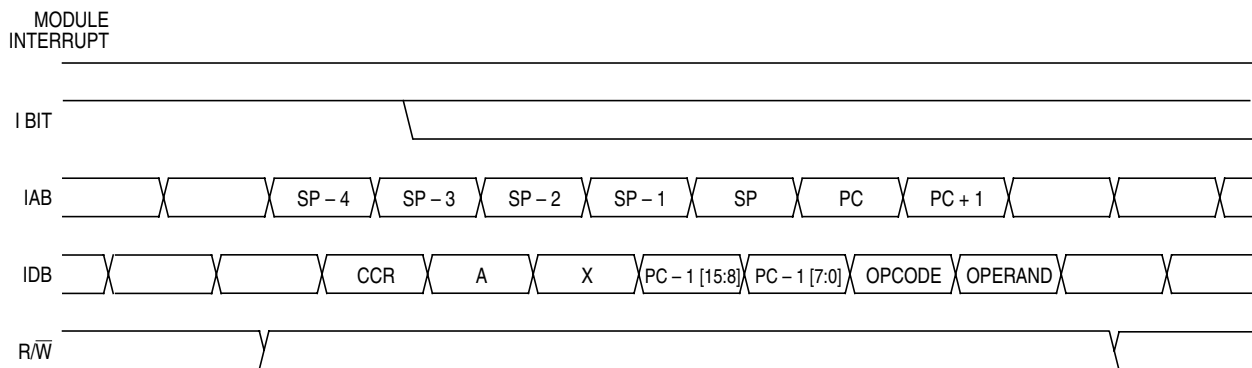 MODULE
INTERRUPT
I BIT
IAB SP – 4 SP – 3 SP – 2 SP – 1 SP PC PC + 1
IDB CCR A X PC – 1 [15:8] PC – 1 [7:0] OPCODE OPERAND
R/W̅